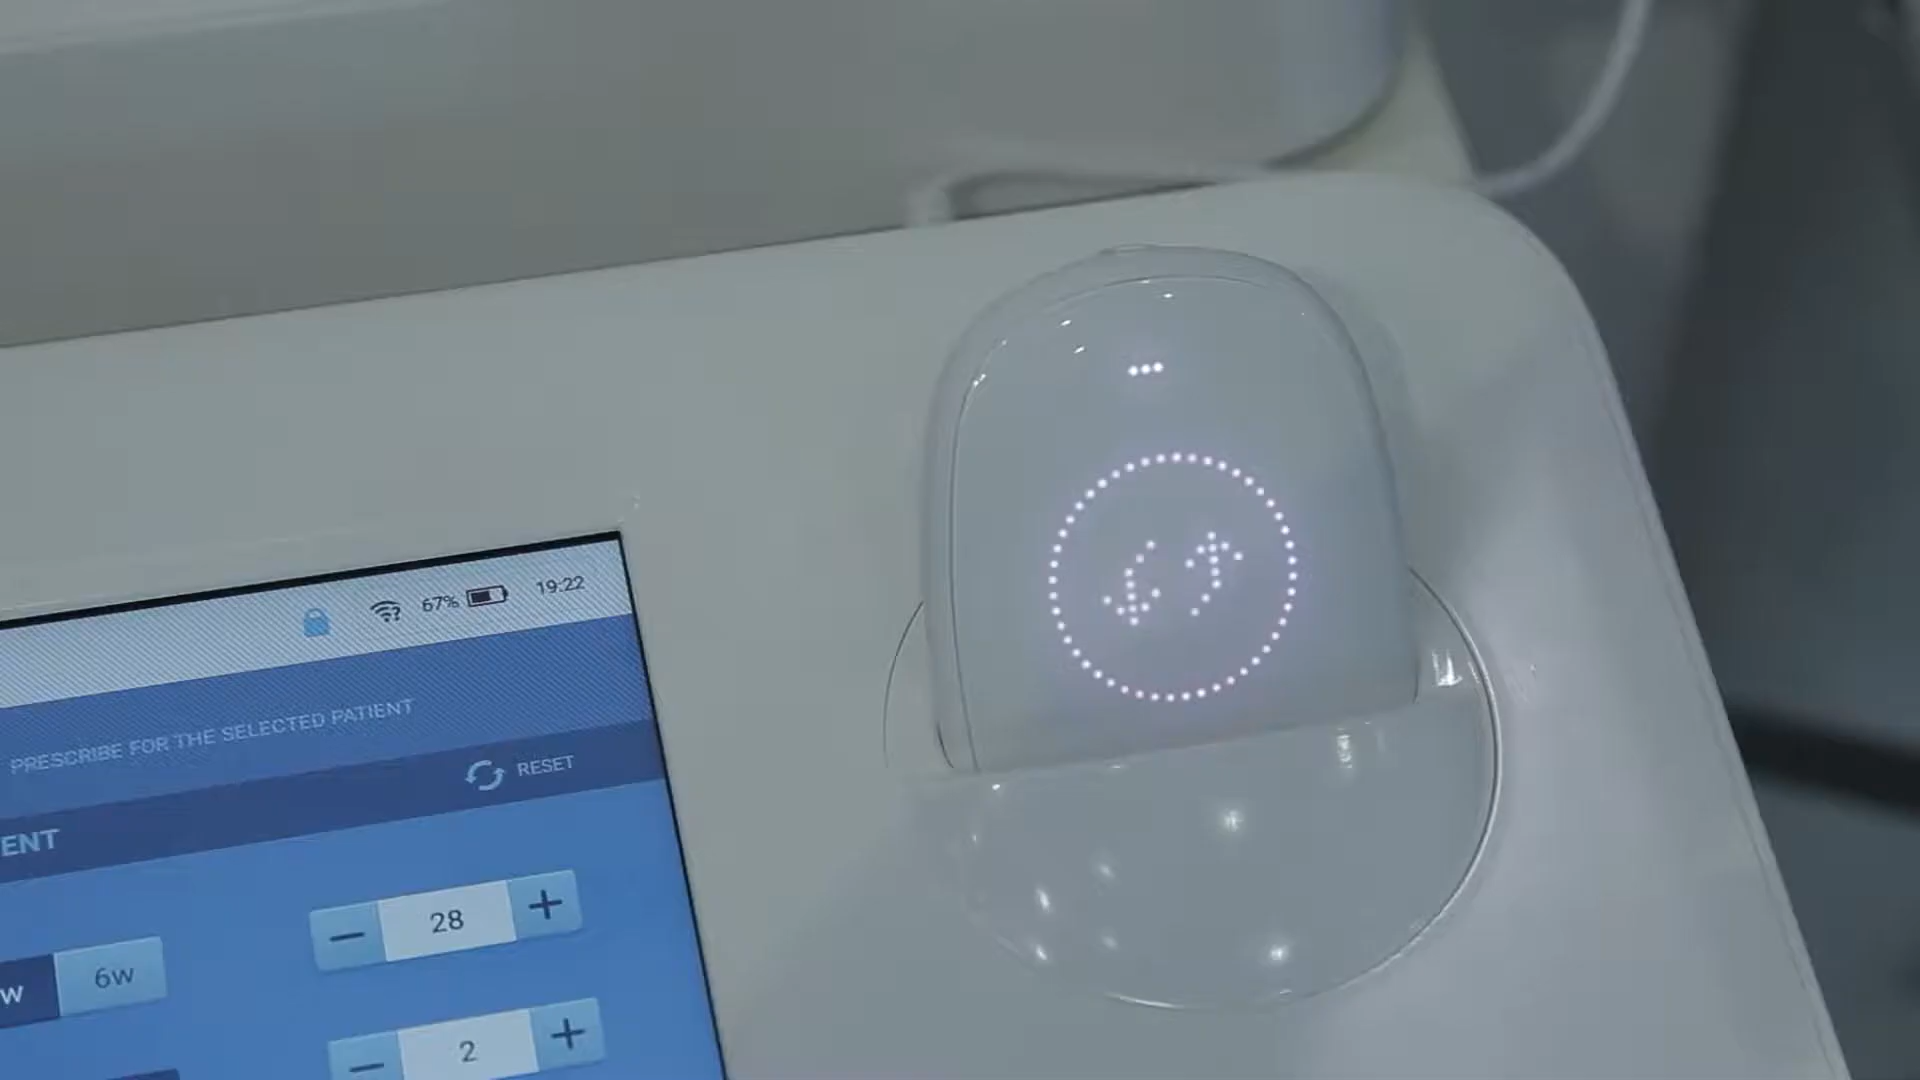 67% 19:22
PRESCRIBE FOR THE SELECTED PATIENT
RESET
ENT
28
w 6w
2